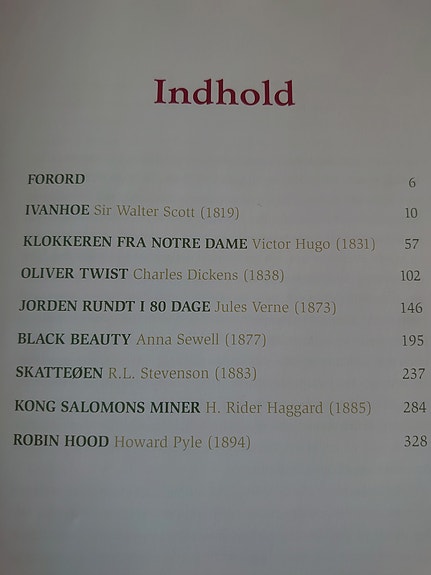 Indhold
FORORD 6
IVANHOE Sir Walter Scott (1819) 10
KLOKKEREN FRA NOTRE DAME Victor Hugo (1831) 57
OLIVER TWIST Charles Dickens (1838) 102
JORDEN RUNDT I 80 DAGE Jules Verne (1873) 146
BLACK BEAUTY Anna Sewell (1877) 195
SKATTEØEN R.L. Stevenson (1883) 237
KONG SALOMONS MINER H. Rider Haggard (1885) 284
ROBIN HOOD Howard Pyle (1894) 328